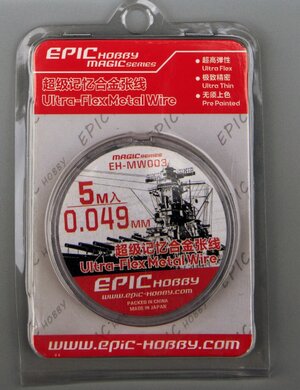 EPIC HOBBY
MAGIC SERIES
超级记忆合金张线
Ultra-Flex Metal Wire
• 超高弹性
Ultra Flex
• 极致精密
Ultra Thin
• 无须上色
Pre Painted
EPIC HOBBY
MAGIC SERIES
EH-MW003
5M入
0.049MM
超级记忆合金张线
Ultra-Flex Metal Wire
EPIC HOBBY
www.epic-hobby.com
PACKED IN CHINA
MADE IN JAPAN
EPIC HOBBY
www.epic-hobby.com